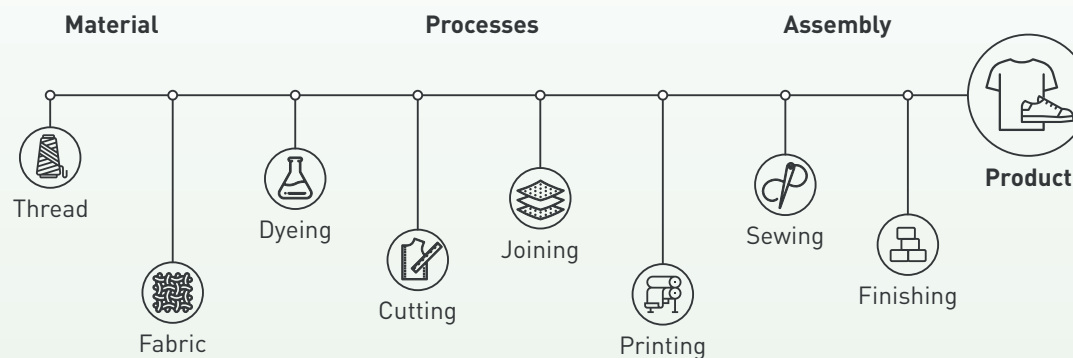 Material
Processes
Assembly
Thread
Fabric
Dyeing
Cutting
Joining
Printing
Sewing
Finishing
Product